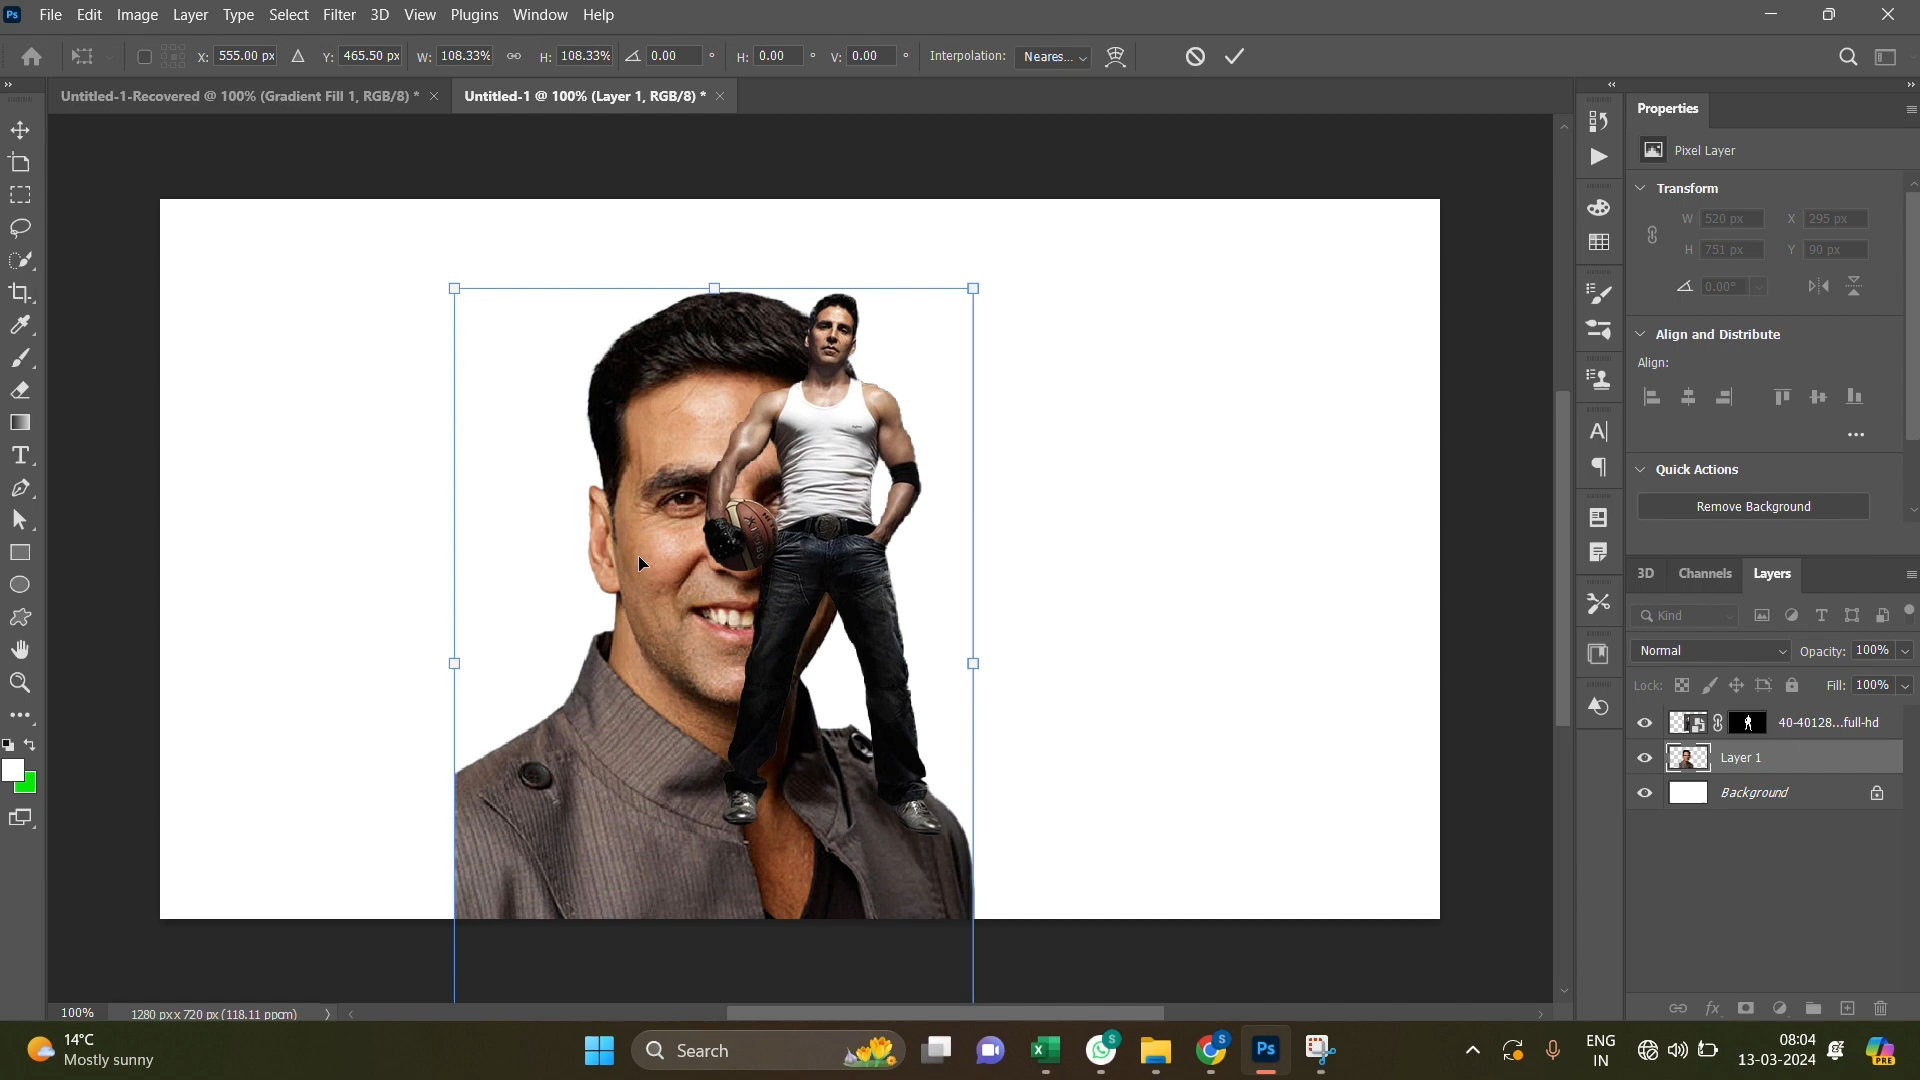 Ps File Edit Image Layer Type Select Filter 3D View Plugins Window Help
X: 555.00 px Y: 465.50 px W: 108.33% H: 108.33% 0.00 ° H: 0.00 ° V: 0.00 ° Interpolation: Neares...
Untitled-1-Recovered @ 100% (Gradient Fill 1, RGB/8) * Untitled-1 @ 100% (Layer 1, RGB/8) *
Properties
Pixel Layer
Transform
W 520 px X 295 px
H 751 px Y 90 px
0.00°
Align and Distribute
Align:
Quick Actions
Remove Background
3D Channels Layers
Kind
Normal Opacity: 100%
Lock: Fill: 100%
40-40128...full-hd
Layer 1
Background
100% 1280 px x 720 px (118.11 ppcm)
14°C
Mostly sunny
Search
ENG
IN
08:04
13-03-2024
PRE